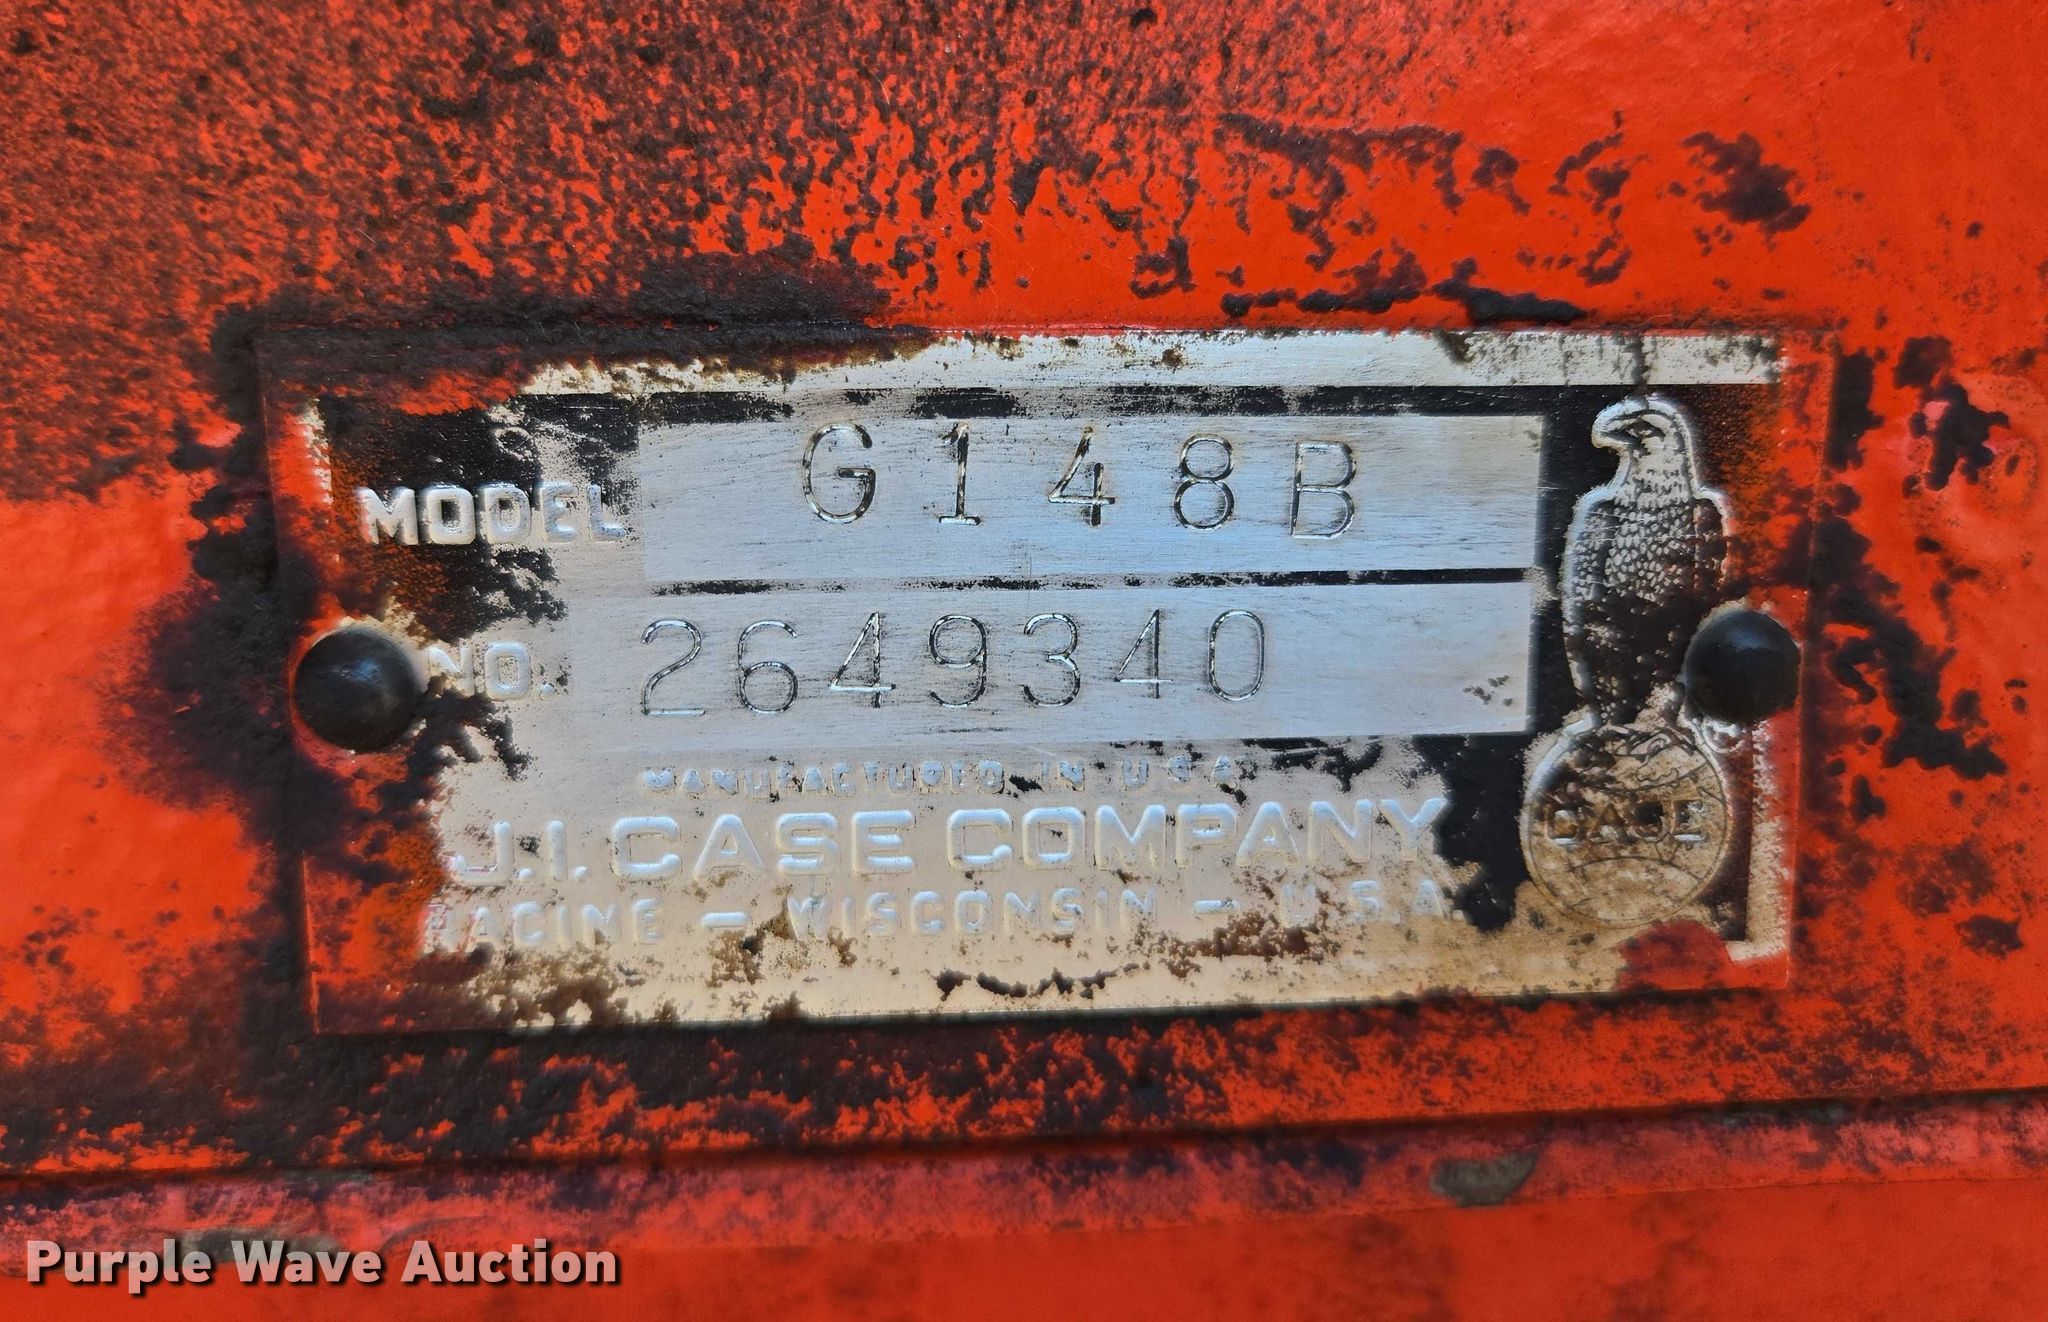 MODEL G148B
NO. 2649340
MANUFACTURED IN U.S.A.
J.I. CASE COMPANY
RACINE - WISCONSIN - U.S.A.
CASE
Purple Wave Auction